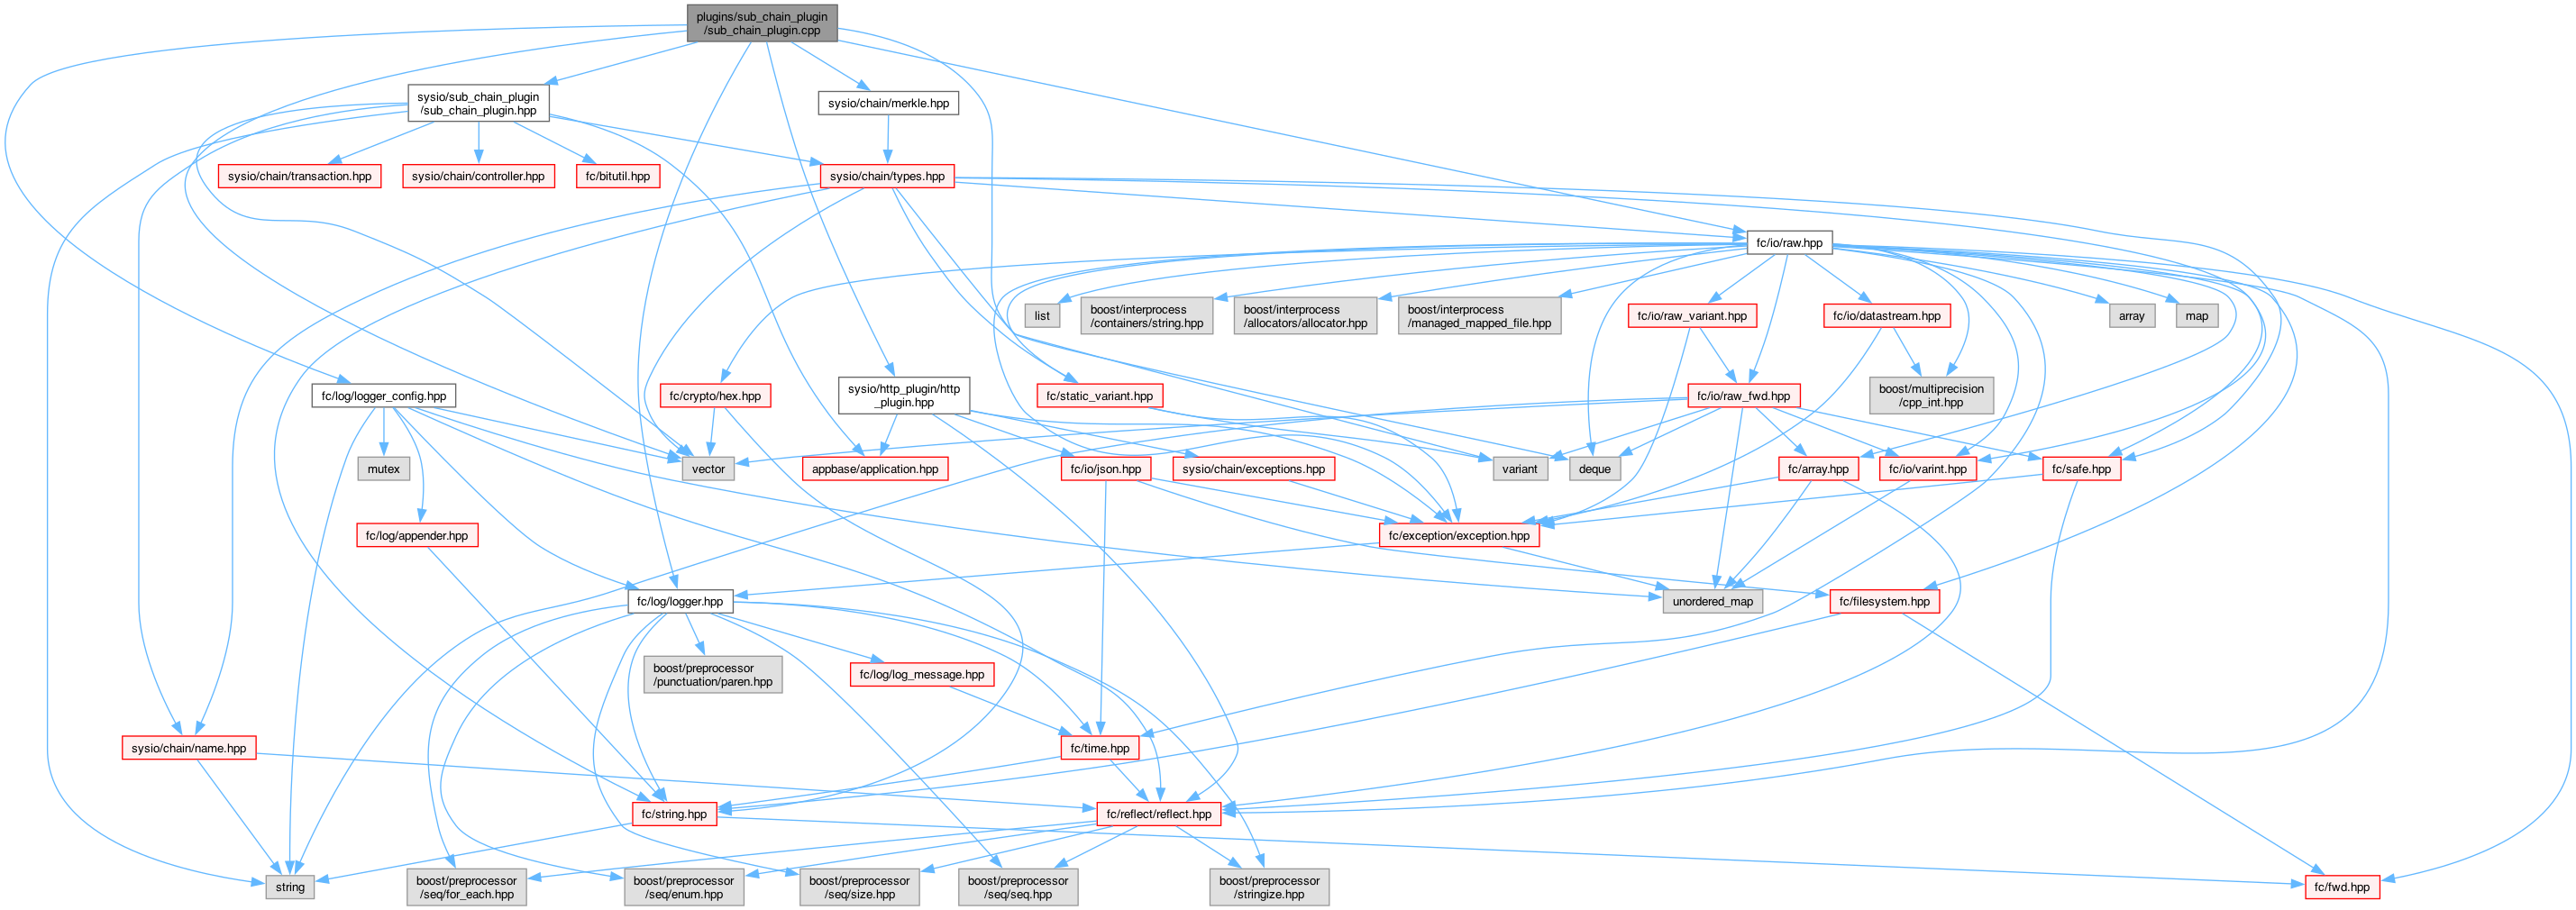 plugins/sub_chain_plugin
/sub_chain_plugin.cpp
sysio/sub_chain_plugin
/sub_chain_plugin.hpp
sysio/chain/merkle.hpp
sysio/chain/transaction.hpp
sysio/chain/controller.hpp
fc/bitutil.hpp
sysio/chain/types.hpp
fc/io/raw.hpp
list
boost/interprocess
/containers/string.hpp
boost/interprocess
/allocators/allocator.hpp
boost/interprocess
/managed_mapped_file.hpp
fc/io/raw_variant.hpp
fc/io/datastream.hpp
array
map
fc/log/logger_config.hpp
fc/crypto/hex.hpp
sysio/http_plugin/http
_plugin.hpp
fc/static_variant.hpp
fc/io/raw_fwd.hpp
boost/multiprecision
/cpp_int.hpp
mutex
vector
appbase/application.hpp
fc/io/json.hpp
sysio/chain/exceptions.hpp
variant
deque
fc/array.hpp
fc/io/varint.hpp
fc/safe.hpp
fc/log/appender.hpp
fc/exception/exception.hpp
fc/log/logger.hpp
unordered_map
fc/filesystem.hpp
boost/preprocessor
/punctuation/paren.hpp
fc/log/log_message.hpp
sysio/chain/name.hpp
fc/time.hpp
fc/string.hpp
fc/reflect/reflect.hpp
string
boost/preprocessor
/seq/for_each.hpp
boost/preprocessor
/seq/enum.hpp
boost/preprocessor
/seq/size.hpp
boost/preprocessor
/seq/seq.hpp
boost/preprocessor
/stringize.hpp
fc/fwd.hpp